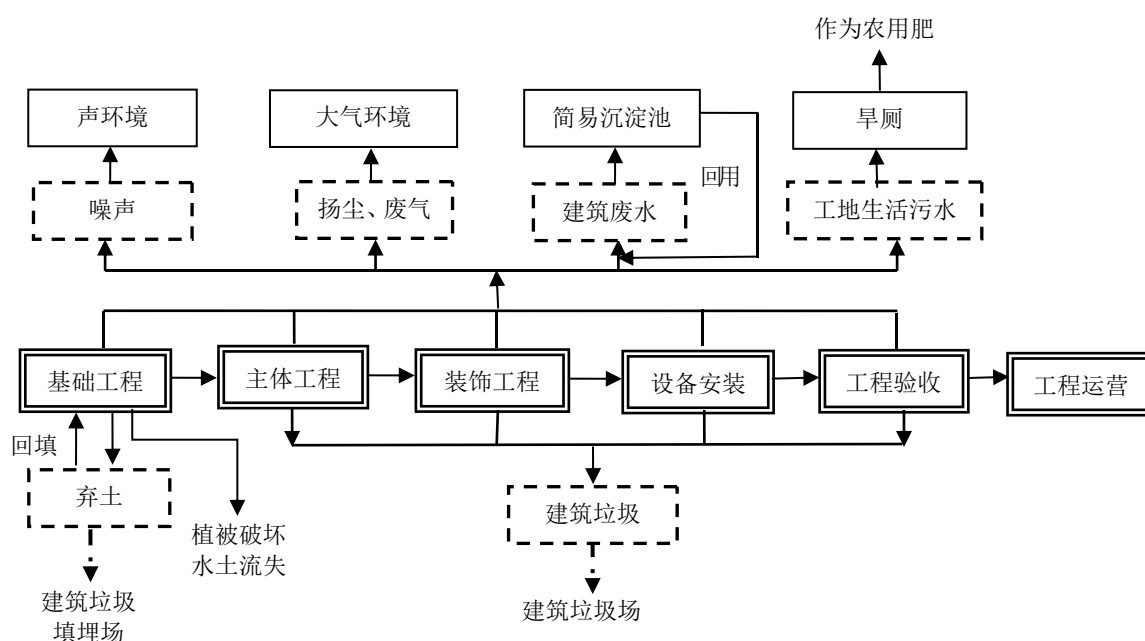 作为农用肥
声环境
大气环境
简易沉淀池
旱厕
回用
噪声
扬尘、废气
建筑废水
工地生活污水
基础工程
主体工程
装饰工程
设备安装
工程验收
工程运营
回填
弃土
建筑垃圾
植被破坏
水土流失
建筑垃圾
填埋场
建筑垃圾场